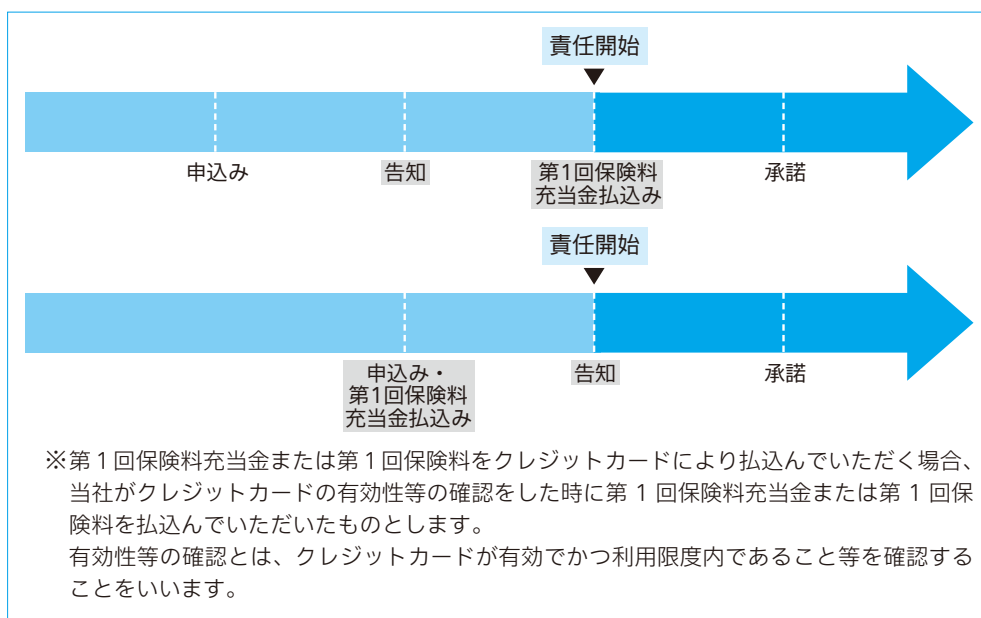 責任開始
申込み
告知
第1回保険料
充当金払込み
承諾
責任開始
申込み・
第1回保険料
充当金払込み
告知
承諾
※第1回保険料充当金または第1回保険料をクレジットカードにより払込んでいただく場合、
当社がクレジットカードの有効性等の確認をした時に第 1 回保険料充当金または第 1 回保
険料を払込んでいただいたものとします。
有効性等の確認とは、クレジットカードが有効でかつ利用限度内であること等を確認する
ことをいいます。